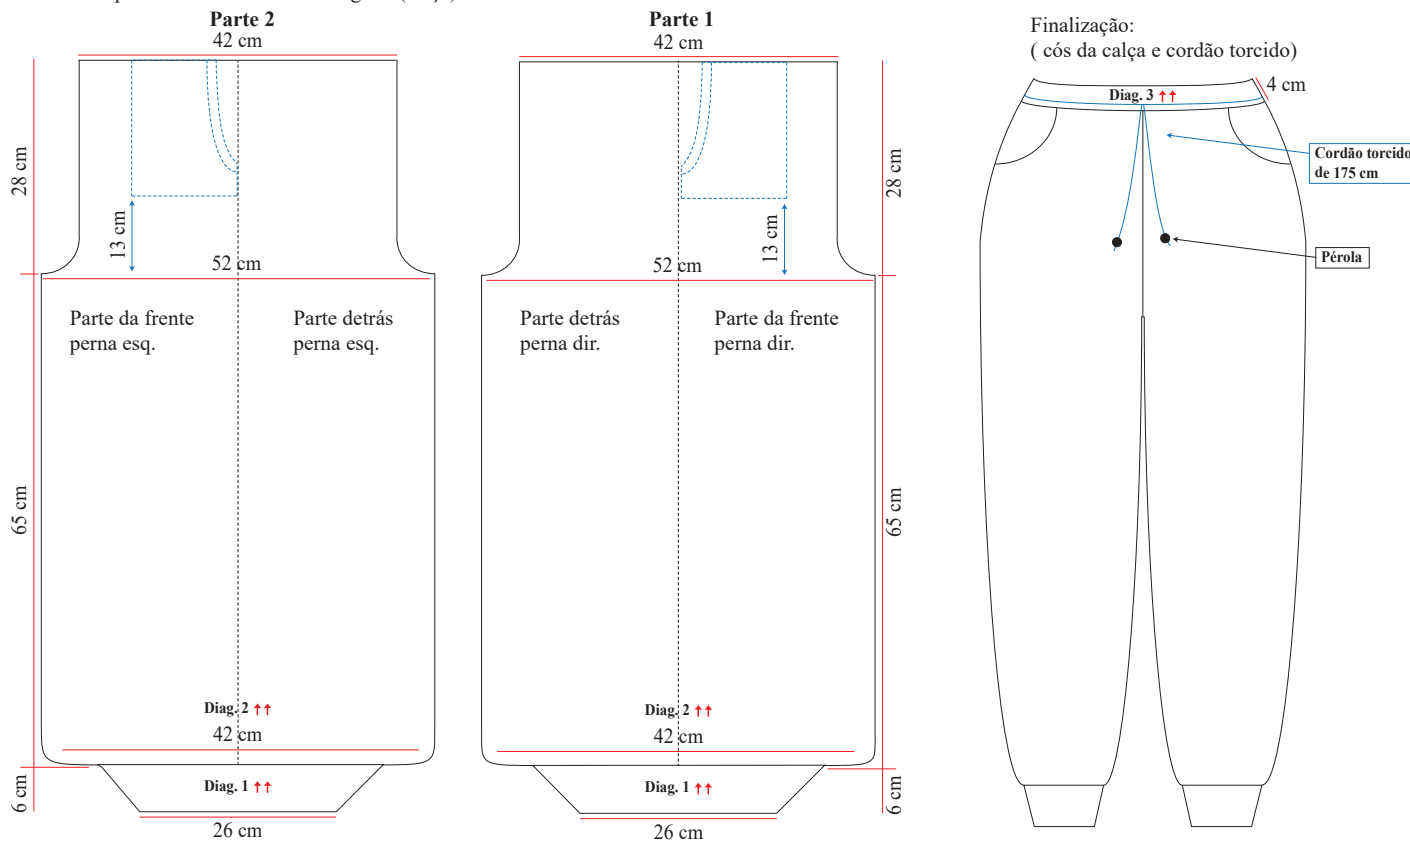 Parte 2
42 cm
28 cm
13 cm
52 cm
Parte da frente
perna esq.
Parte detrás
perna esq.
65 cm
Diag. 2
42 cm
6 cm
Diag. 1
26 cm
Parte 1
42 cm
28 cm
13 cm
52 cm
Parte detrás
perna dir.
Parte da frente
perna dir.
65 cm
Diag. 2
42 cm
6 cm
Diag. 1
26 cm
Finalização:
( cós da calça e cordão torcido)
Diag. 3
4 cm
Cordão torcido
de 175 cm
Pérola